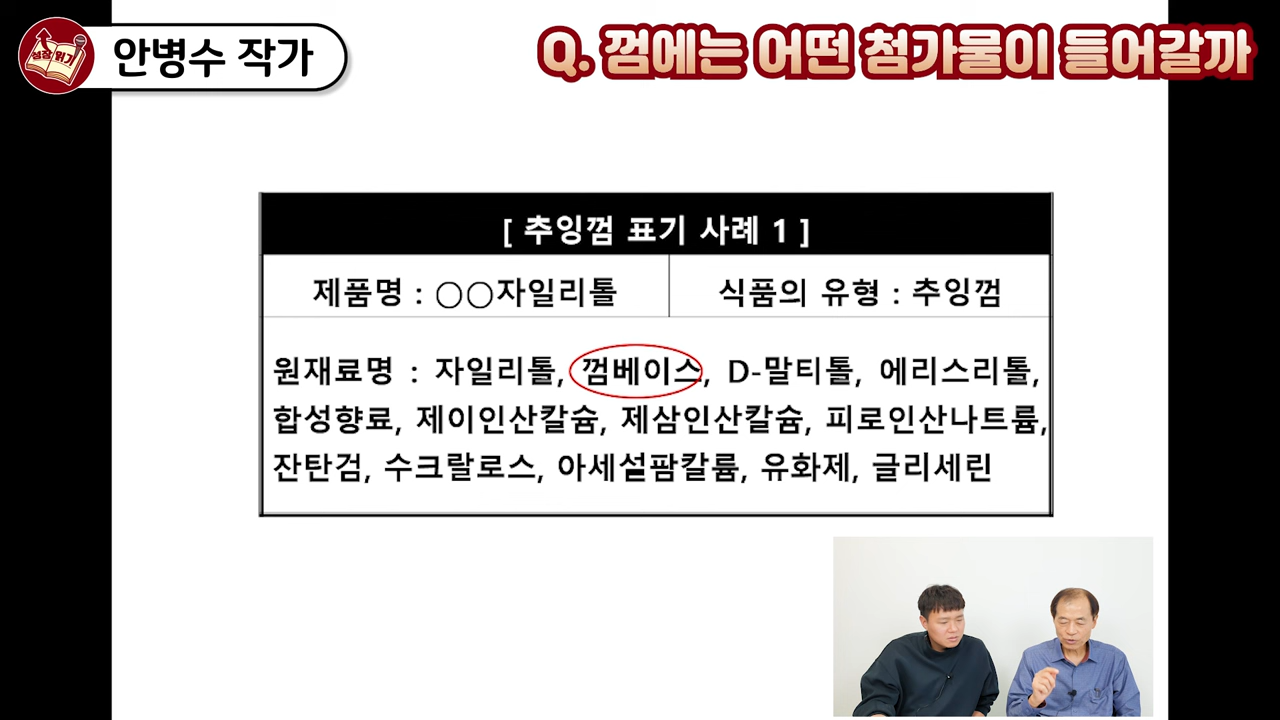 성장읽기
안병수 작가
Q. 껌에는 어떤 첨가물이 들어갈까
[ 추잉껌 표기 사례 1 ]
제품명 : ○○자일리톨
식품의 유형 : 추잉껌
원재료명 : 자일리톨, 껌베이스, D-말티톨, 에리스리톨,
합성향료, 제이인산칼슘, 제삼인산칼슘, 피로인산나트륨,
잔탄검, 수크랄로스, 아세설팜칼륨, 유화제, 글리세린